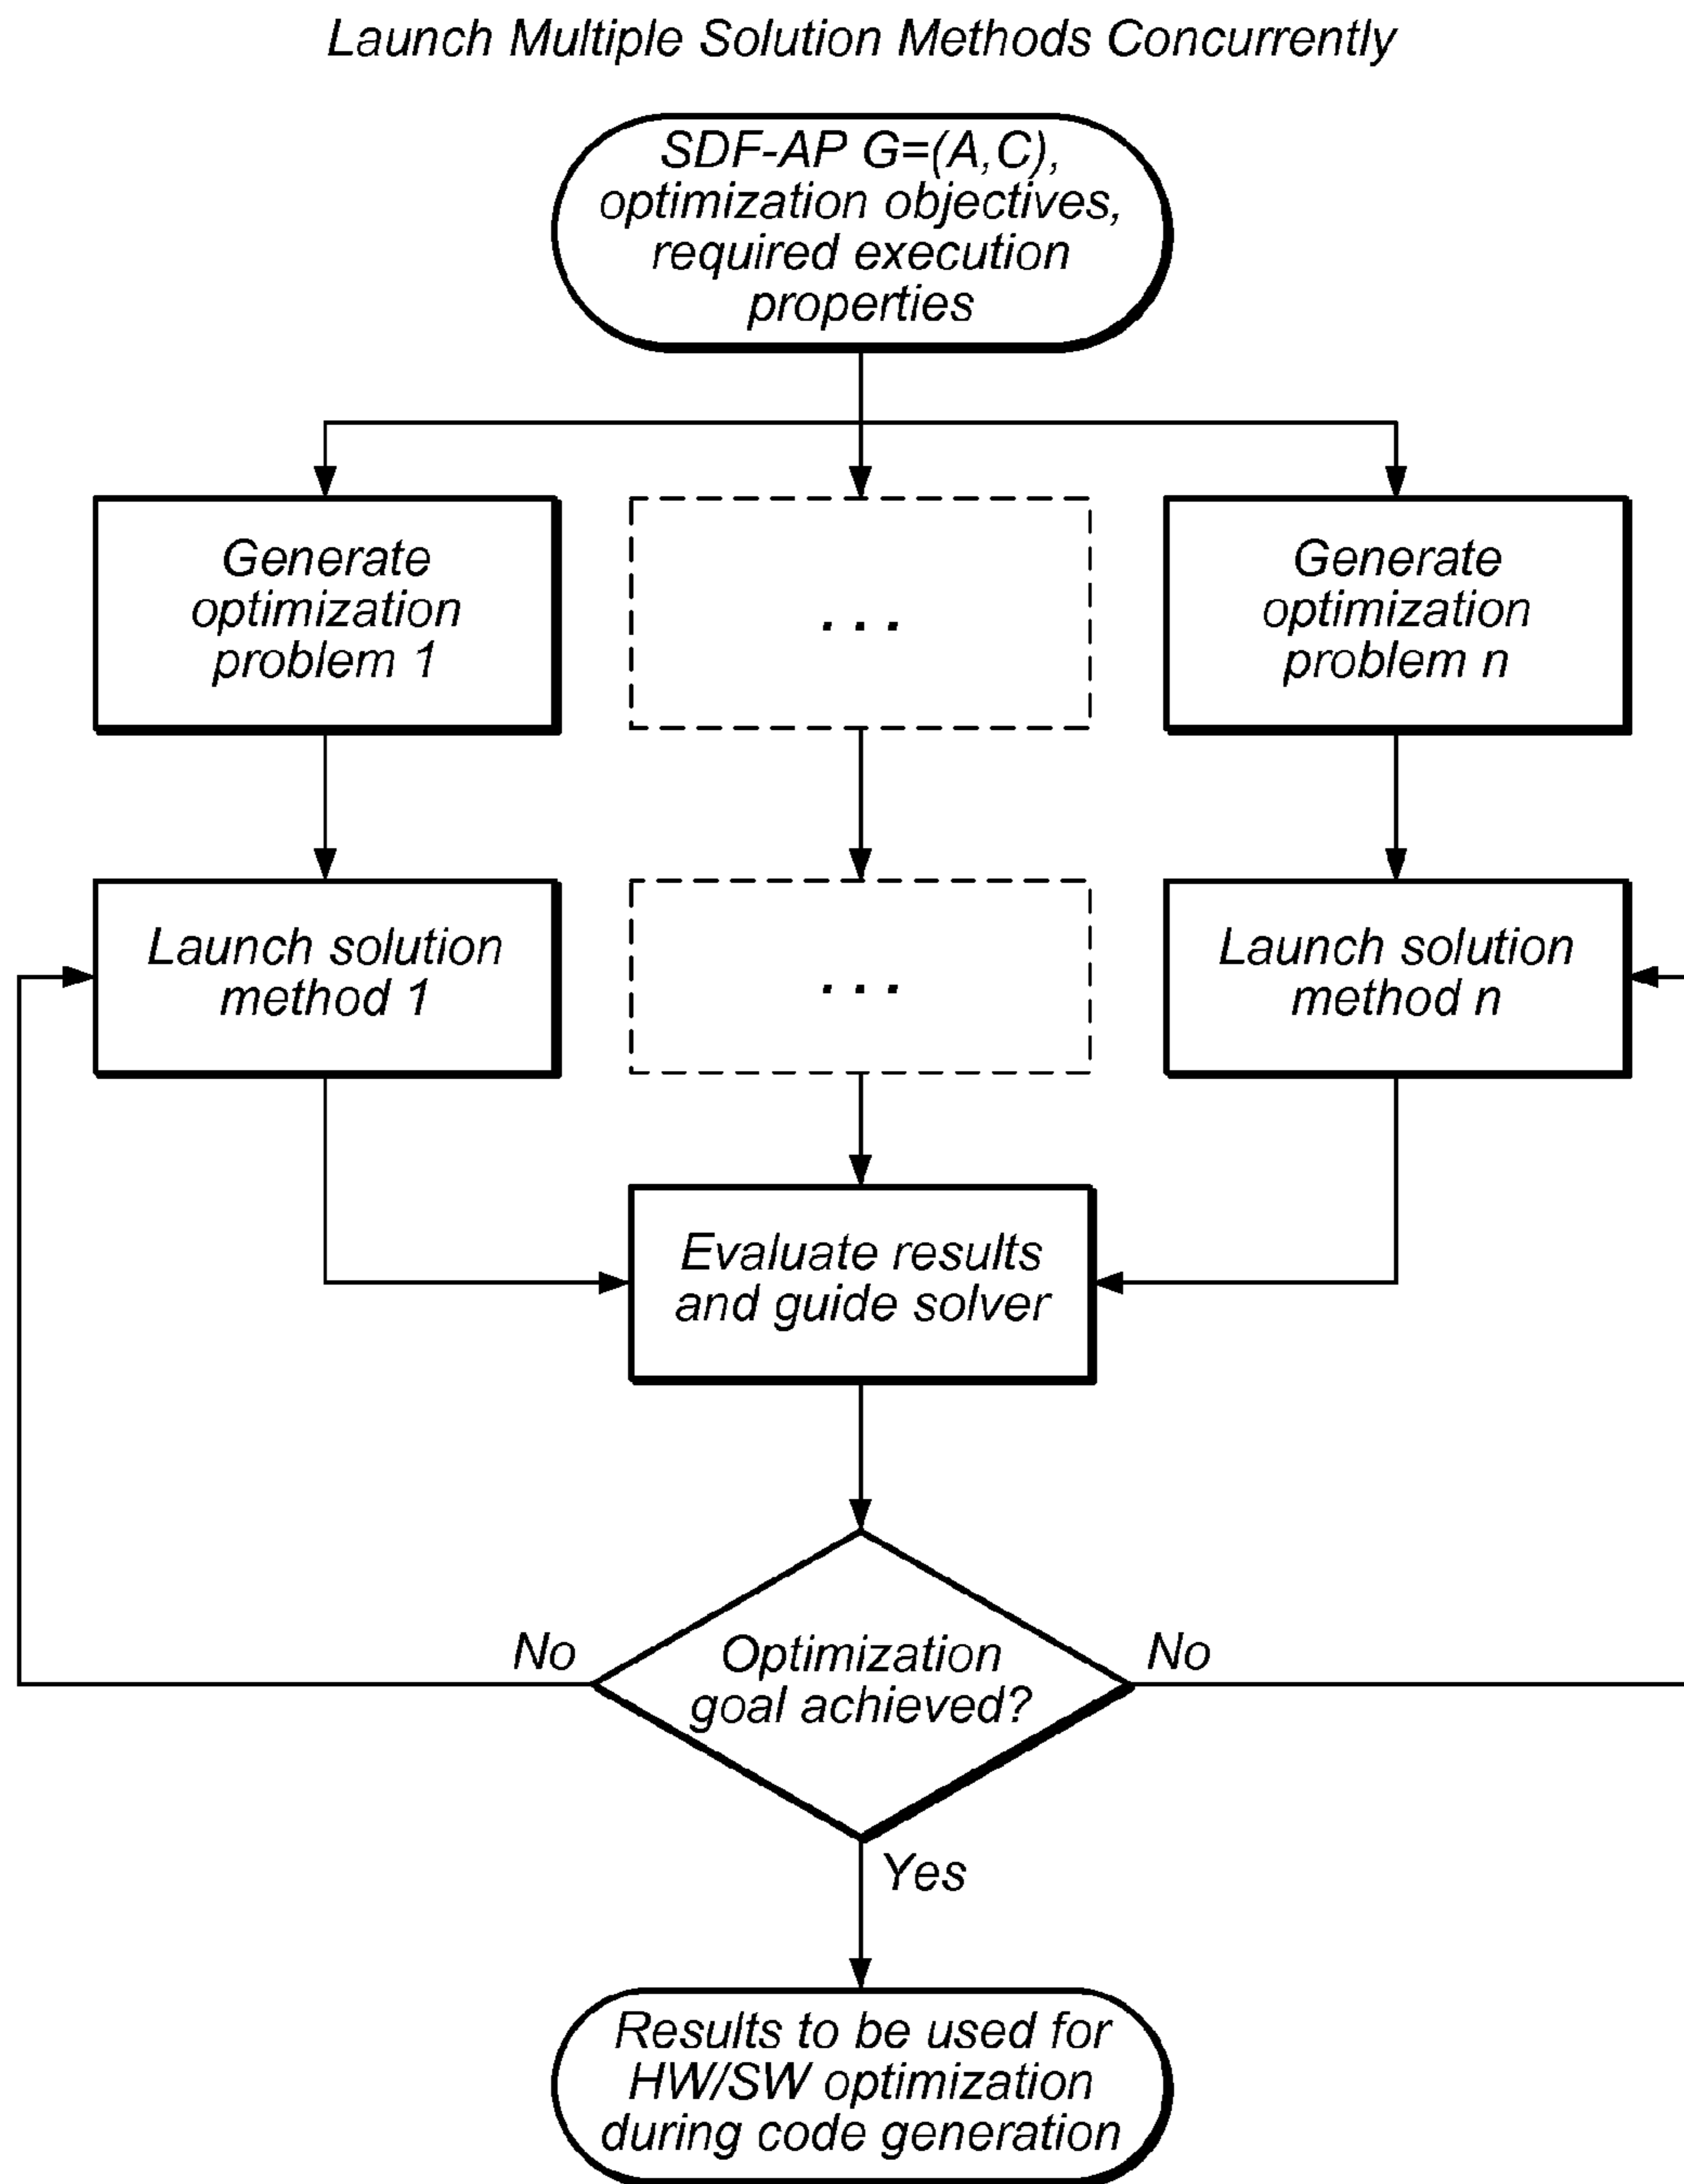 Launch Multiple Solution Methods Concurrently
SDF-AP G=(A,C),
optimization objectives,
required execution
properties
Generate
optimization
problem 1
. . .
Generate
optimization
problem n
Launch solution
method 1
. . .
Launch solution
method n
Evaluate results
and guide solver
No
Optimization
goal achieved?
No
Yes
Results to be used for
HW/SW optimization
during code generation